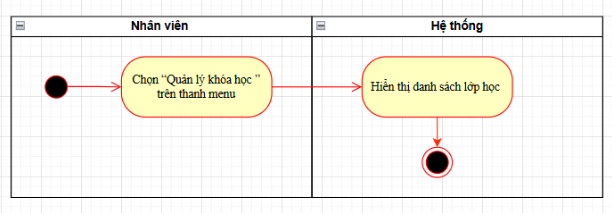 Nhân viên
Hệ thống
Chọn “Quản lý khóa học ”
trên thanh menu
Hiển thị danh sách lớp học